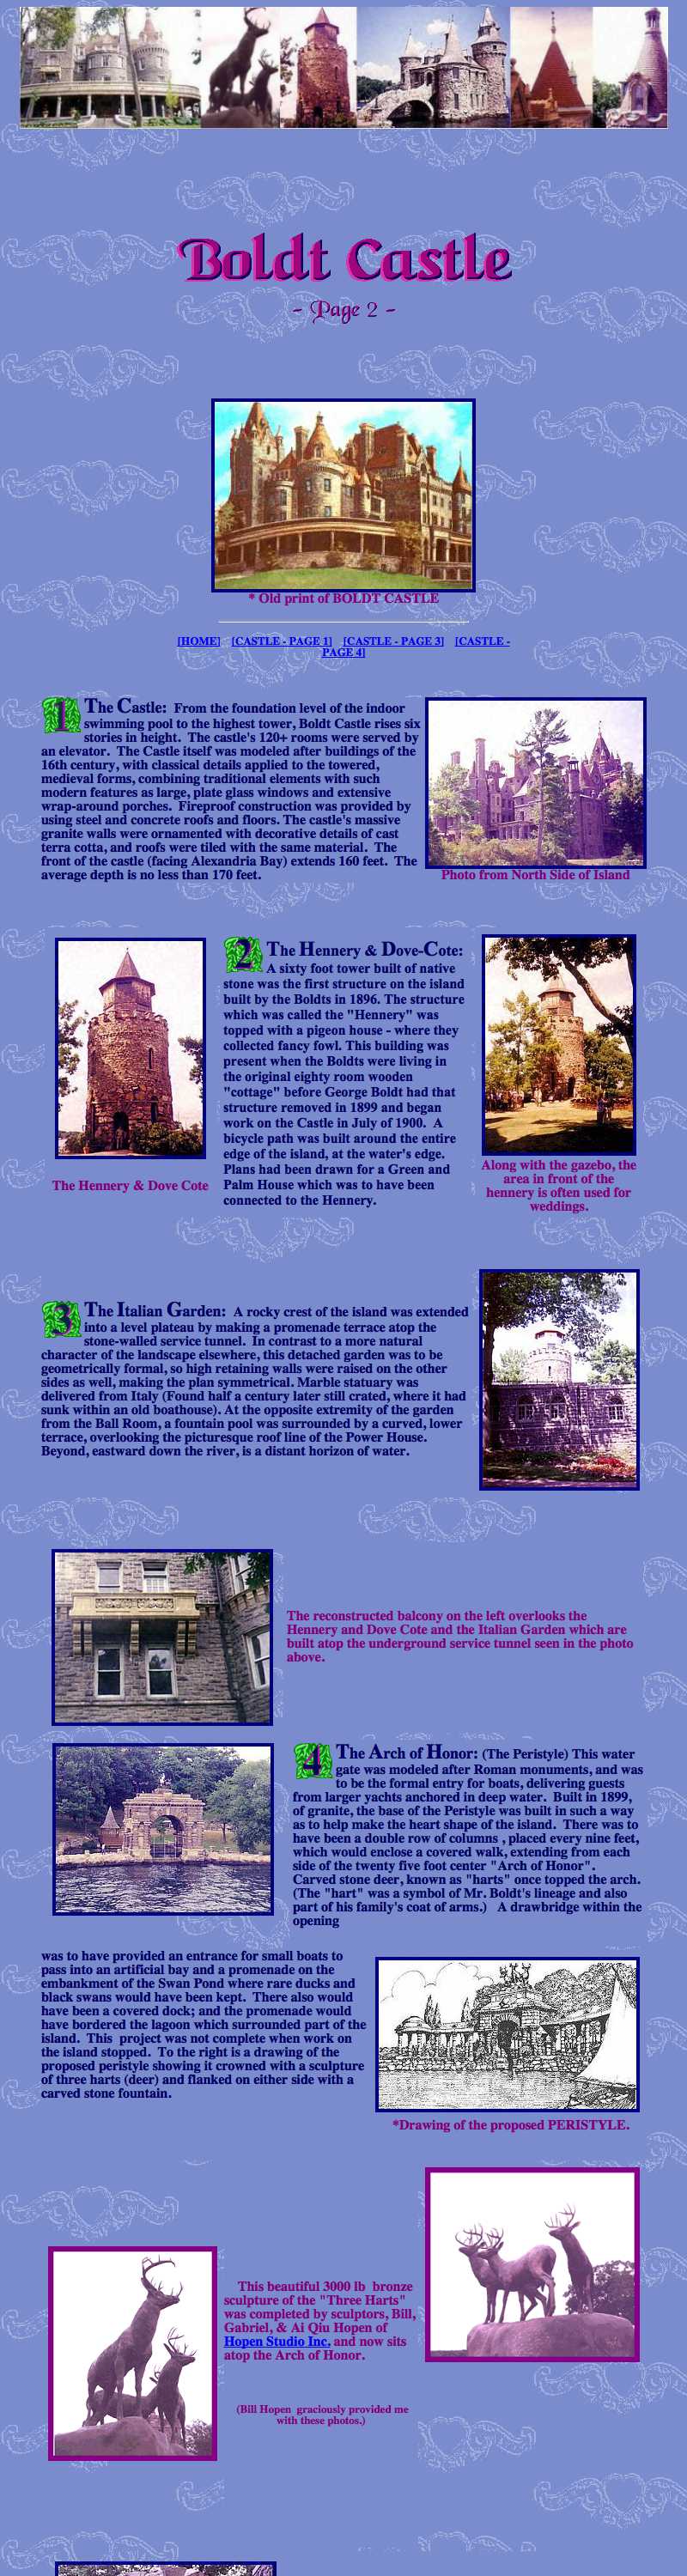 Boldt Castle
- Page 2 -
* Old print of BOLDT CASTLE
[HOME] [CASTLE - PAGE 1] [CASTLE - PAGE 3] [CASTLE -
PAGE 4]
1 The Castle: From the foundation level of the indoor
swimming pool to the highest tower, Boldt Castle rises six
stories in height. The castle's 120+ rooms were served by
an elevator. The Castle itself was modeled after buildings of the
16th century, with classical details applied to the towered,
medieval forms, combining traditional elements with such
modern features as large, plate glass windows and extensive
wrap-around porches. Fireproof construction was provided by
using steel and concrete roofs and floors. The castle's massive
granite walls were ornamented with decorative details of cast
terra cotta, and roofs were tiled with the same material. The
front of the castle (facing Alexandria Bay) extends 160 feet. The
average depth is no less than 170 feet.
Photo from North Side of Island
The Hennery & Dove Cote
2 The Hennery & Dove-Cote:
A sixty foot tower built of native
stone was the first structure on the island
built by the Boldts in 1896. The structure
which was called the "Hennery" was
topped with a pigeon house - where they
collected fancy fowl. This building was
present when the Boldts were living in
the original eighty room wooden
"cottage" before George Boldt had that
structure removed in 1899 and began
work on the Castle in July of 1900. A
bicycle path was built around the entire
edge of the island, at the water's edge.
Plans had been drawn for a Green and
Palm House which was to have been
connected to the Hennery.
Along with the gazebo, the
area in front of the
hennery is often used for
weddings.
3 The Italian Garden: A rocky crest of the island was extended
into a level plateau by making a promenade terrace atop the
stone-walled service tunnel. In contrast to a more natural
character of the landscape elsewhere, this detached garden was to be
geometrically formal, so high retaining walls were raised on the other
sides as well, making the plan symmetrical. Marble statuary was
delivered from Italy (Found half a century later still crated, where it had
sunk within an old boathouse). At the opposite extremity of the garden
from the Ball Room, a fountain pool was surrounded by a curved, lower
terrace, overlooking the picturesque roof line of the Power House.
Beyond, eastward down the river, is a distant horizon of water.
The reconstructed balcony on the left overlooks the
Hennery and Dove Cote and the Italian Garden which are
built atop the underground service tunnel seen in the photo
above.
4 The Arch of Honor: (The Peristyle) This water
gate was modeled after Roman monuments, and was
to be the formal entry for boats, delivering guests
from larger yachts anchored in deep water. Built in 1899,
of granite, the base of the Peristyle was built in such a way
as to help make the heart shape of the island. There was to
have been a double row of columns , placed every nine feet,
which would enclose a covered walk, extending from each
side of the twenty five foot center "Arch of Honor".
Carved stone deer, known as "harts" once topped the arch.
(The "hart" was a symbol of Mr. Boldt's lineage and also
part of his family's coat of arms.) A drawbridge within the
opening
was to have provided an entrance for small boats to
pass into an artificial bay and a promenade on the
embankment of the Swan Pond where rare ducks and
black swans would have been kept. There also would
have been a covered dock; and the promenade would
have bordered the lagoon which surrounded part of the
island. This project was not complete when work on
the island stopped. To the right is a drawing of the
proposed peristyle showing it crowned with a sculpture
of three harts (deer) and flanked on either side with a
carved stone fountain.
*Drawing of the proposed PERISTYLE.
This beautiful 3000 lb bronze
sculpture of the "Three Harts"
was completed by sculptors, Bill,
Gabriel, & Ai Qiu Hopen of
Hopen Studio Inc. and now sits
atop the Arch of Honor.
(Bill Hopen graciously provided me
with these photos.)